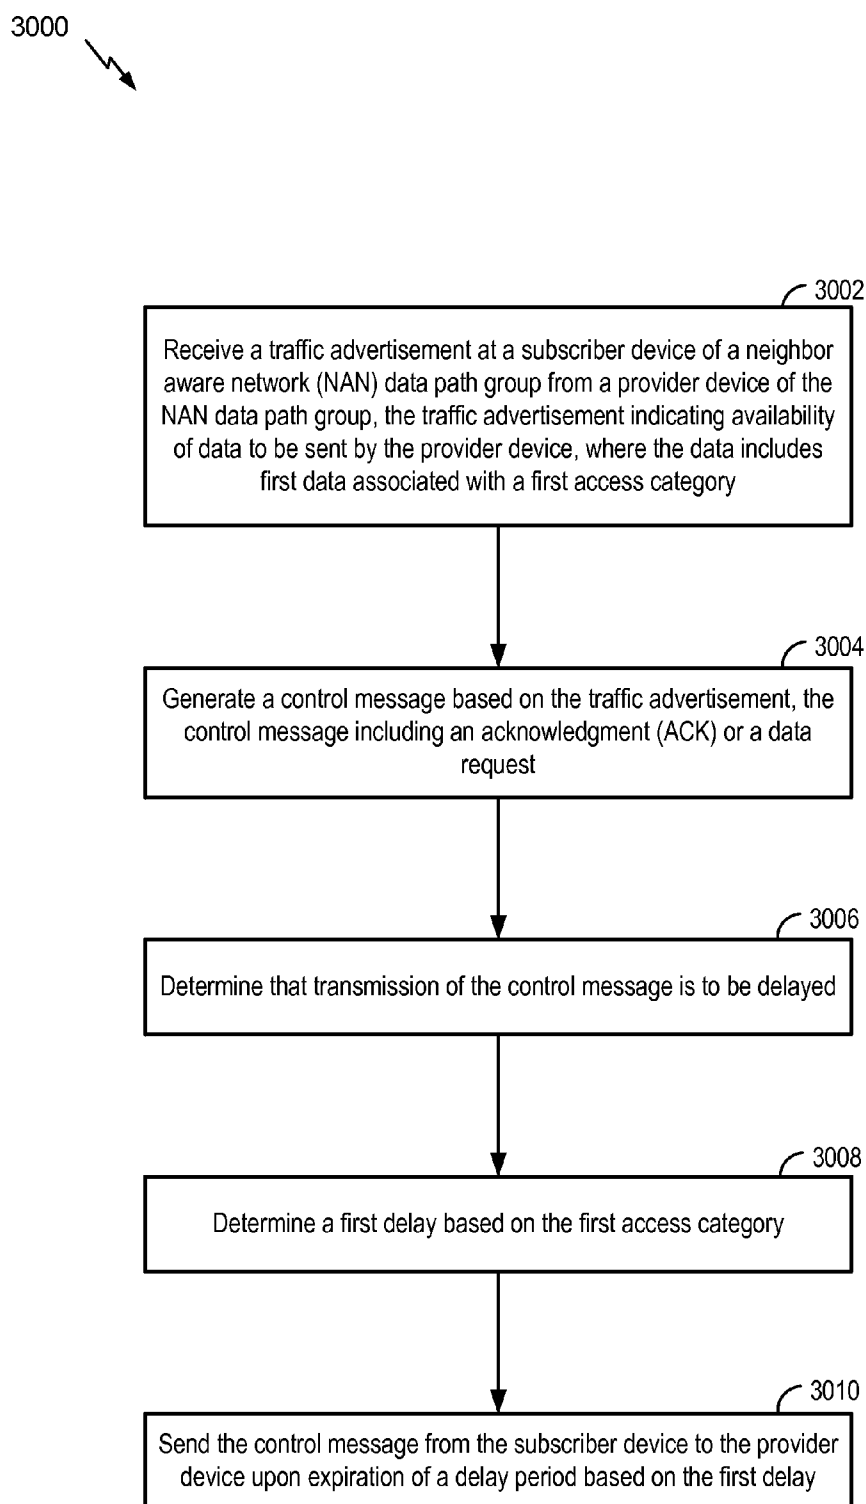 3000
3002
Receive a traffic advertisement at a subscriber device of a neighbor
aware network (NAN) data path group from a provider device of the
NAN data path group, the traffic advertisement indicating availability
of data to be sent by the provider device, where the data includes
first data associated with a first access category
3004
Generate a control message based on the traffic advertisement, the
control message including an acknowledgment (ACK) or a data
request
3006
Determine that transmission of the control message is to be delayed
3008
Determine a first delay based on the first access category
3010
Send the control message from the subscriber device to the provider
device upon expiration of a delay period based on the first delay